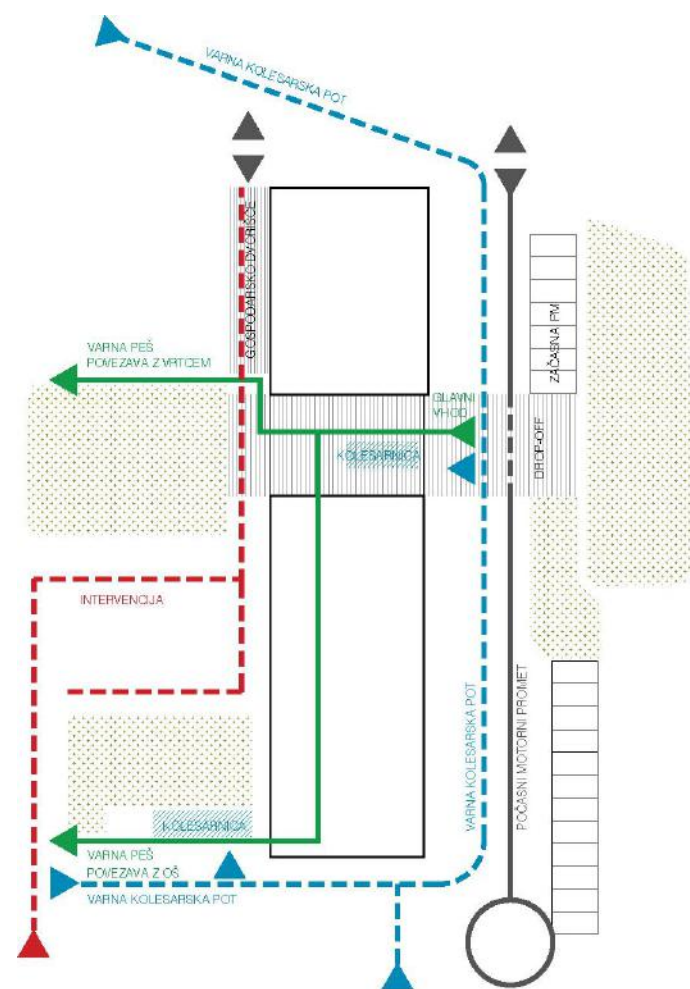 VARNA KOLESARSKA POT
GOSPODARSKO DVORIŠČE
VARNA PEŠ
POVEZAVA Z VRTCEM
GLAVNI
VHOD
ZAČASNA PM
KOLESARNICA
DROP-OFF
INTERVENCIJA
VARNA KOLESARSKA POT
POČASNI MOTORNI PROMET
KOLESARNICA
VARNA PEŠ
POVEZAVA Z OŠ
VARNA KOLESARSKA POT